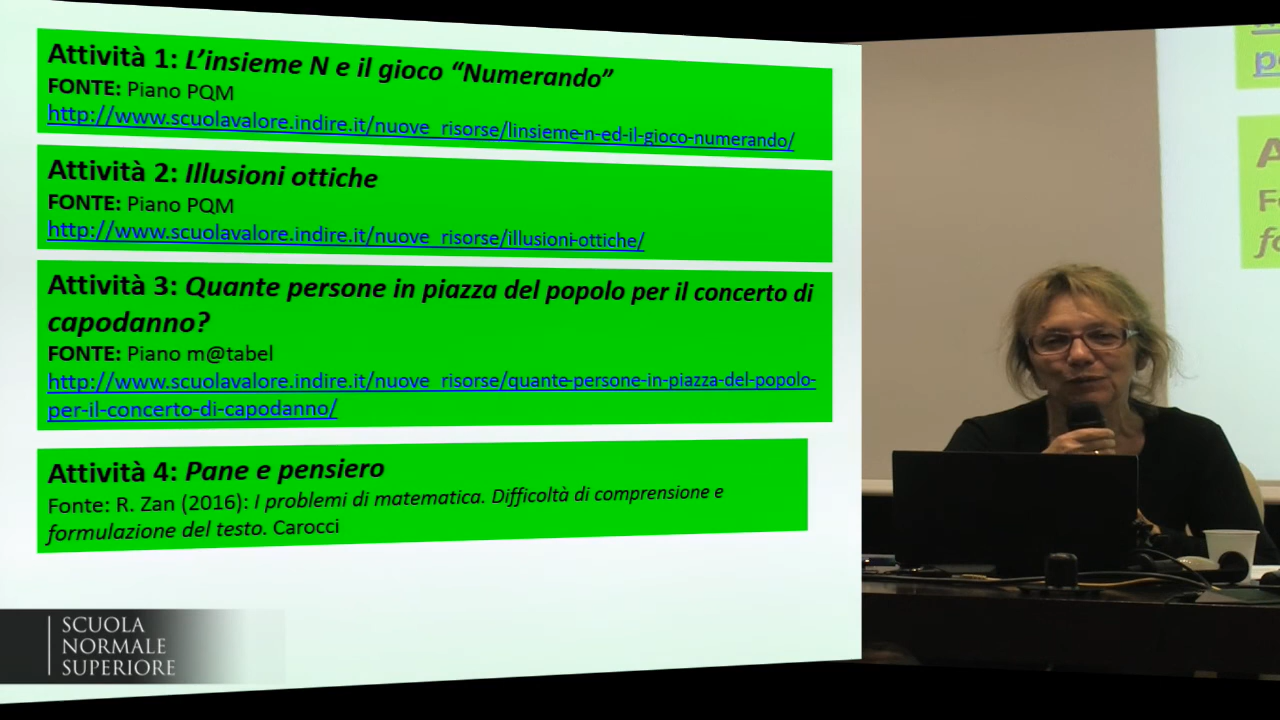 Attività 1: L'insieme N e il gioco “Numerando”
FONTE: Piano PQM
http://www.scuolavalore.indire.it/nuove_risorse/linsieme-n-ed-il-gioco-numerando/
Attività 2: Illusioni ottiche
FONTE: Piano PQM
http://www.scuolavalore.indire.it/nuove_risorse/illusioni-ottiche/
Attività 3: Quante persone in piazza del popolo per il concerto di
capodanno?
FONTE: Piano m@tabel
http://www.scuolavalore.indire.it/nuove_risorse/quante-persone-in-piazza-del-popolo-
per-il-concerto-di-capodanno/
Attività 4: Pane e pensiero
Fonte: R. Zan (2016): I problemi di matematica. Difficoltà di comprensione e
formulazione del testo. Carocci
SCUOLA
NORMALE
SUPERIORE